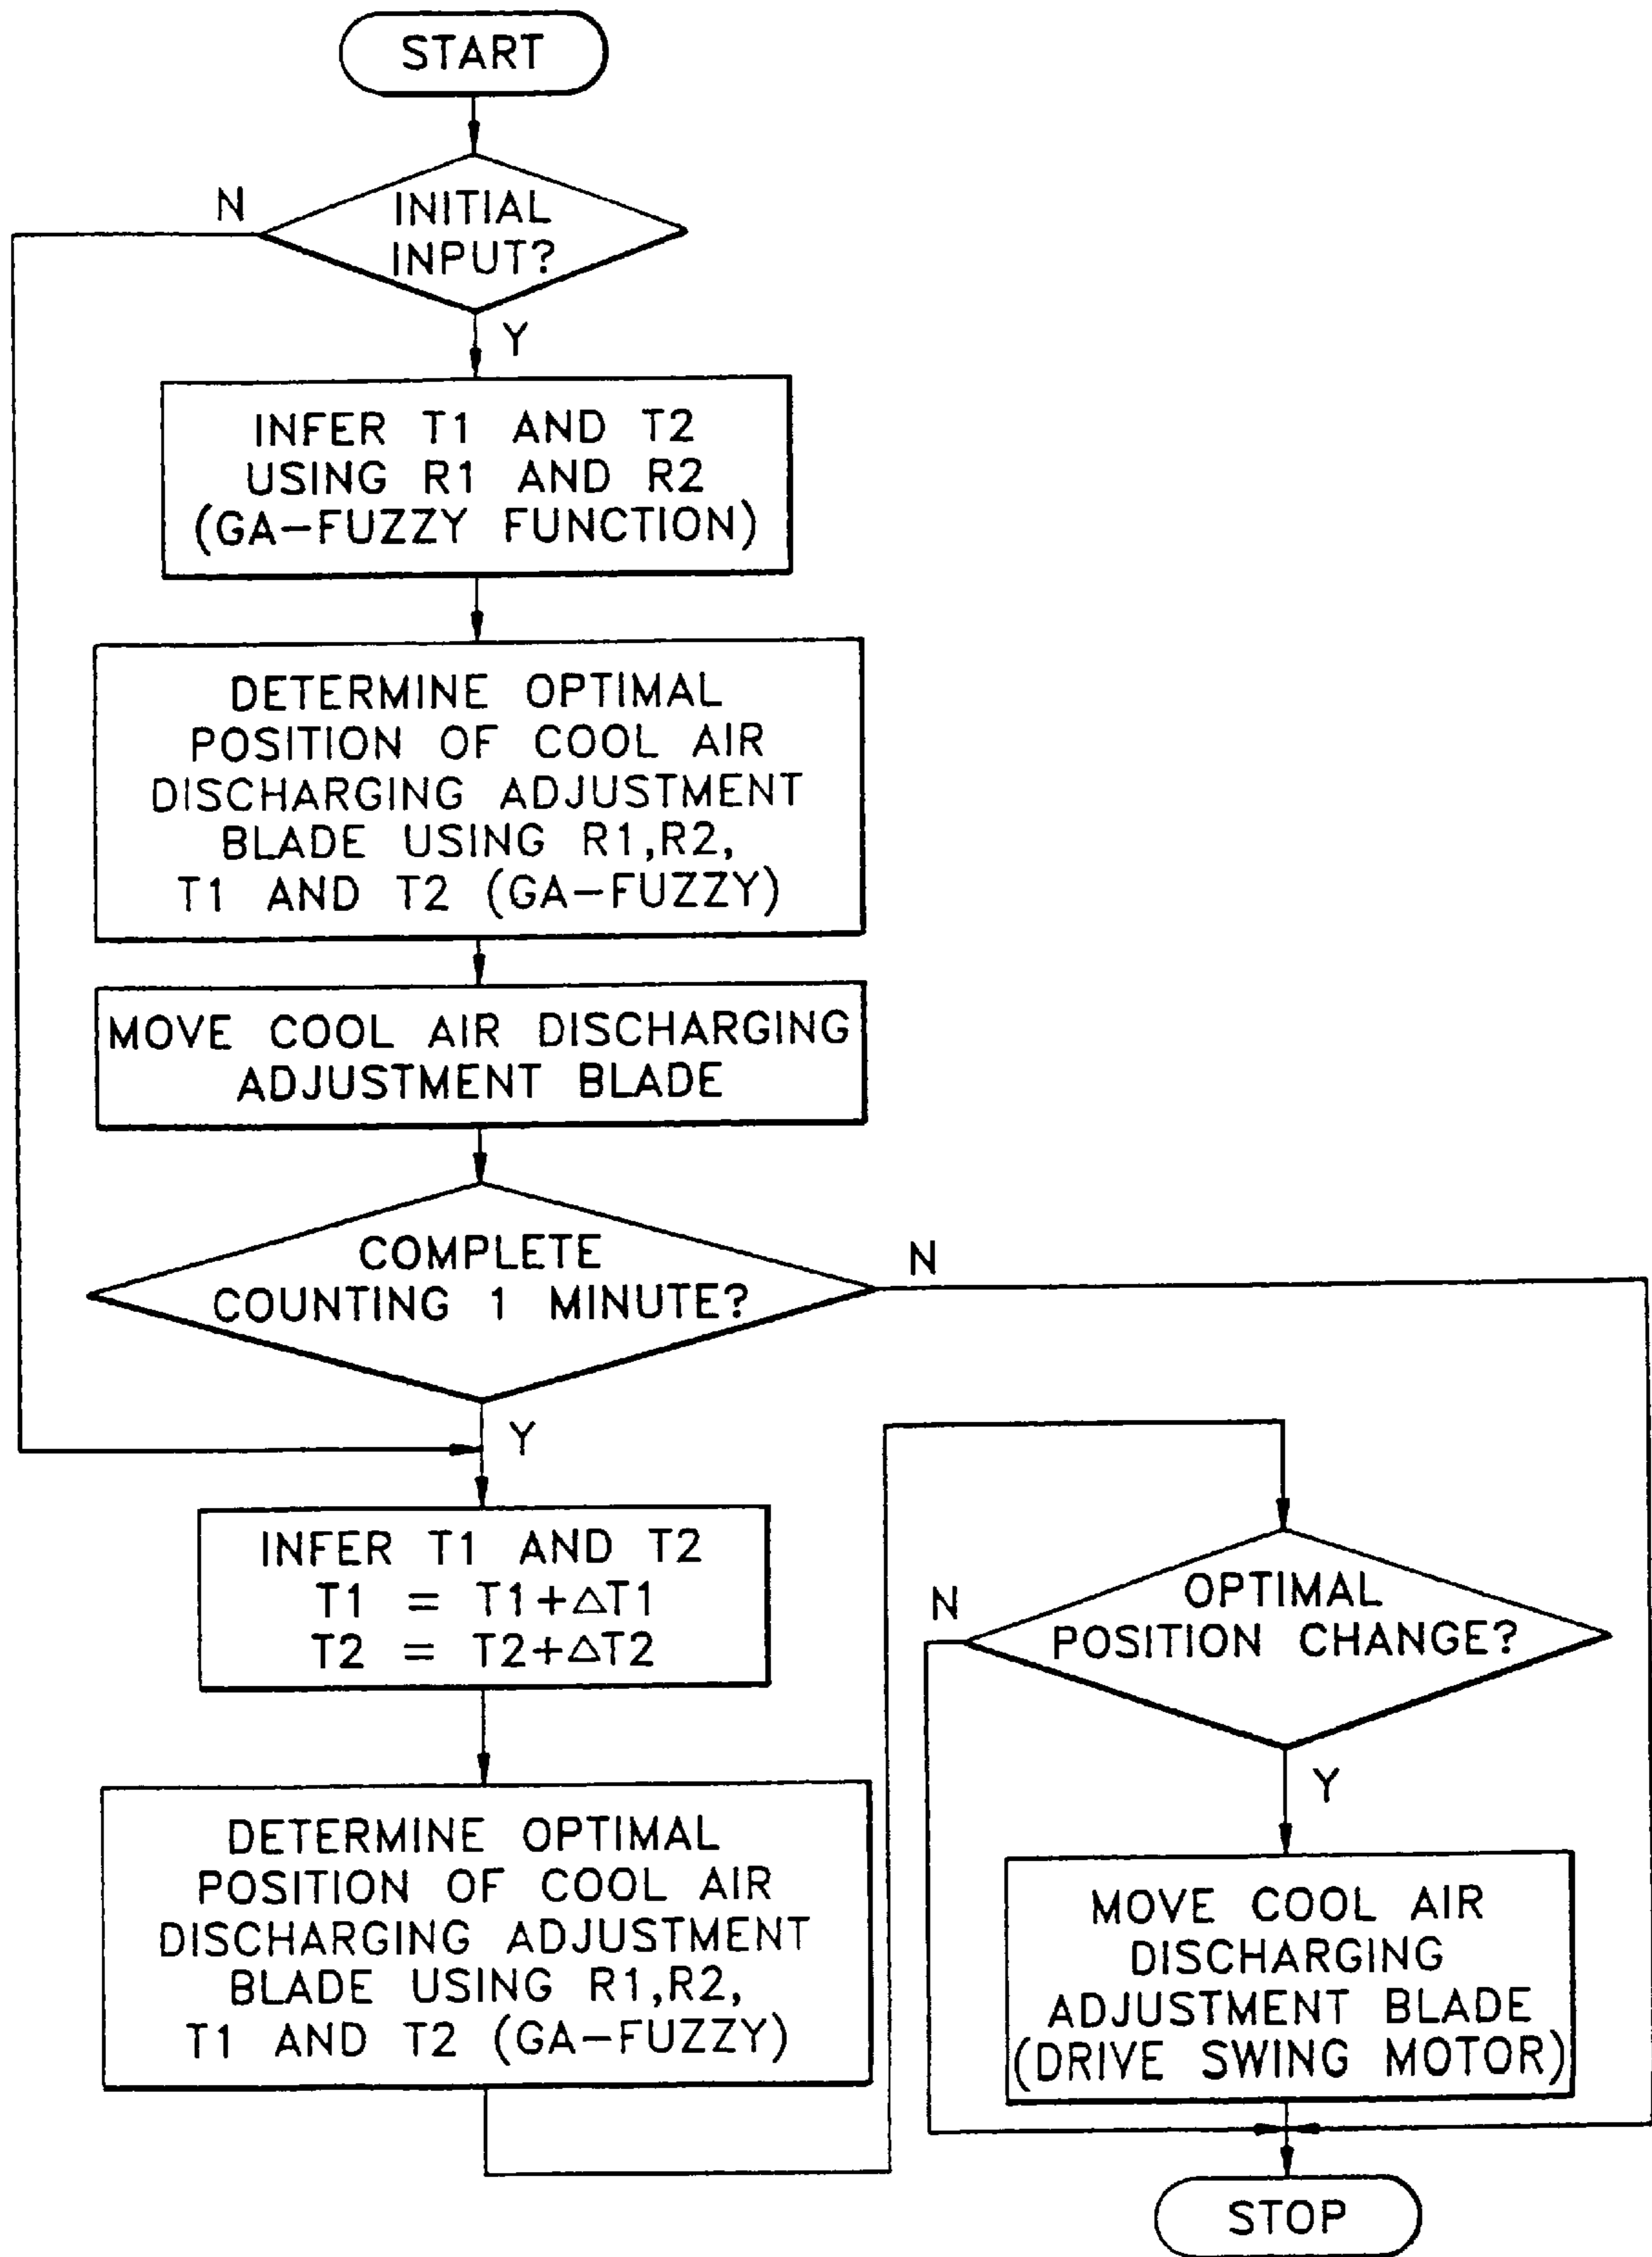 START
N
INITIAL
INPUT?
Y
INFER T1 AND T2
USING R1 AND R2
(GA-FUZZY FUNCTION)
DETERMINE OPTIMAL
POSITION OF COOL AIR
DISCHARGING ADJUSTMENT
BLADE USING R1,R2,
T1 AND T2 (GA-FUZZY)
MOVE COOL AIR DISCHARGING
ADJUSTMENT BLADE
COMPLETE
COUNTING 1 MINUTE?
N
Y
INFER T1 AND T2
T1 = T1+△T1
T2 = T2+△T2
DETERMINE OPTIMAL
POSITION OF COOL AIR
DISCHARGING ADJUSTMENT
BLADE USING R1,R2,
T1 AND T2 (GA-FUZZY)
N
OPTIMAL
POSITION CHANGE?
Y
MOVE COOL AIR
DISCHARGING
ADJUSTMENT BLADE
(DRIVE SWING MOTOR)
STOP